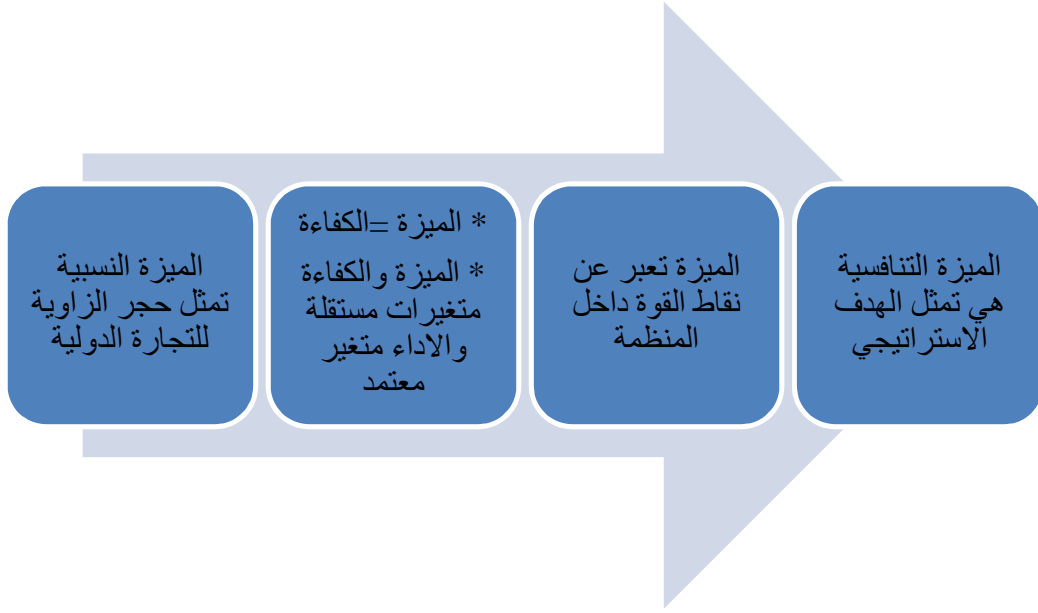 الميزة النسبية
تمثل حجر الزاوية
للتجارة الدولية
* الميزة =الكفاءة
* الميزة والكفاءة
متغيرات مستقلة
والاداء متغير
معتمد
الميزة تعبر عن
نقاط القوة داخل
المنظمة
الميزة التنافسية
هي تمثل الهدف
الاستراتيجي